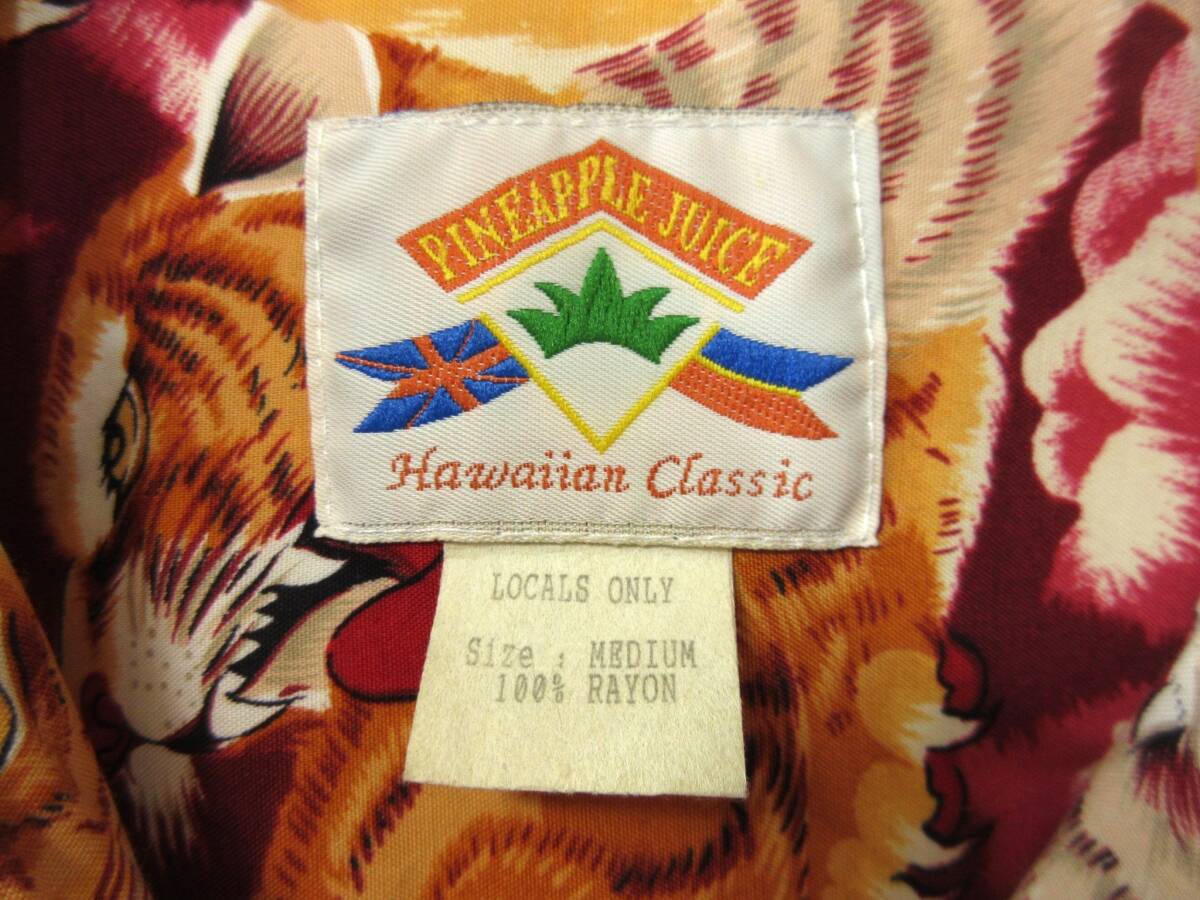 PINEAPPLE JUICE
Hawaiian Classic
LOCALS ONLY
Size : MEDIUM
100% RAYON